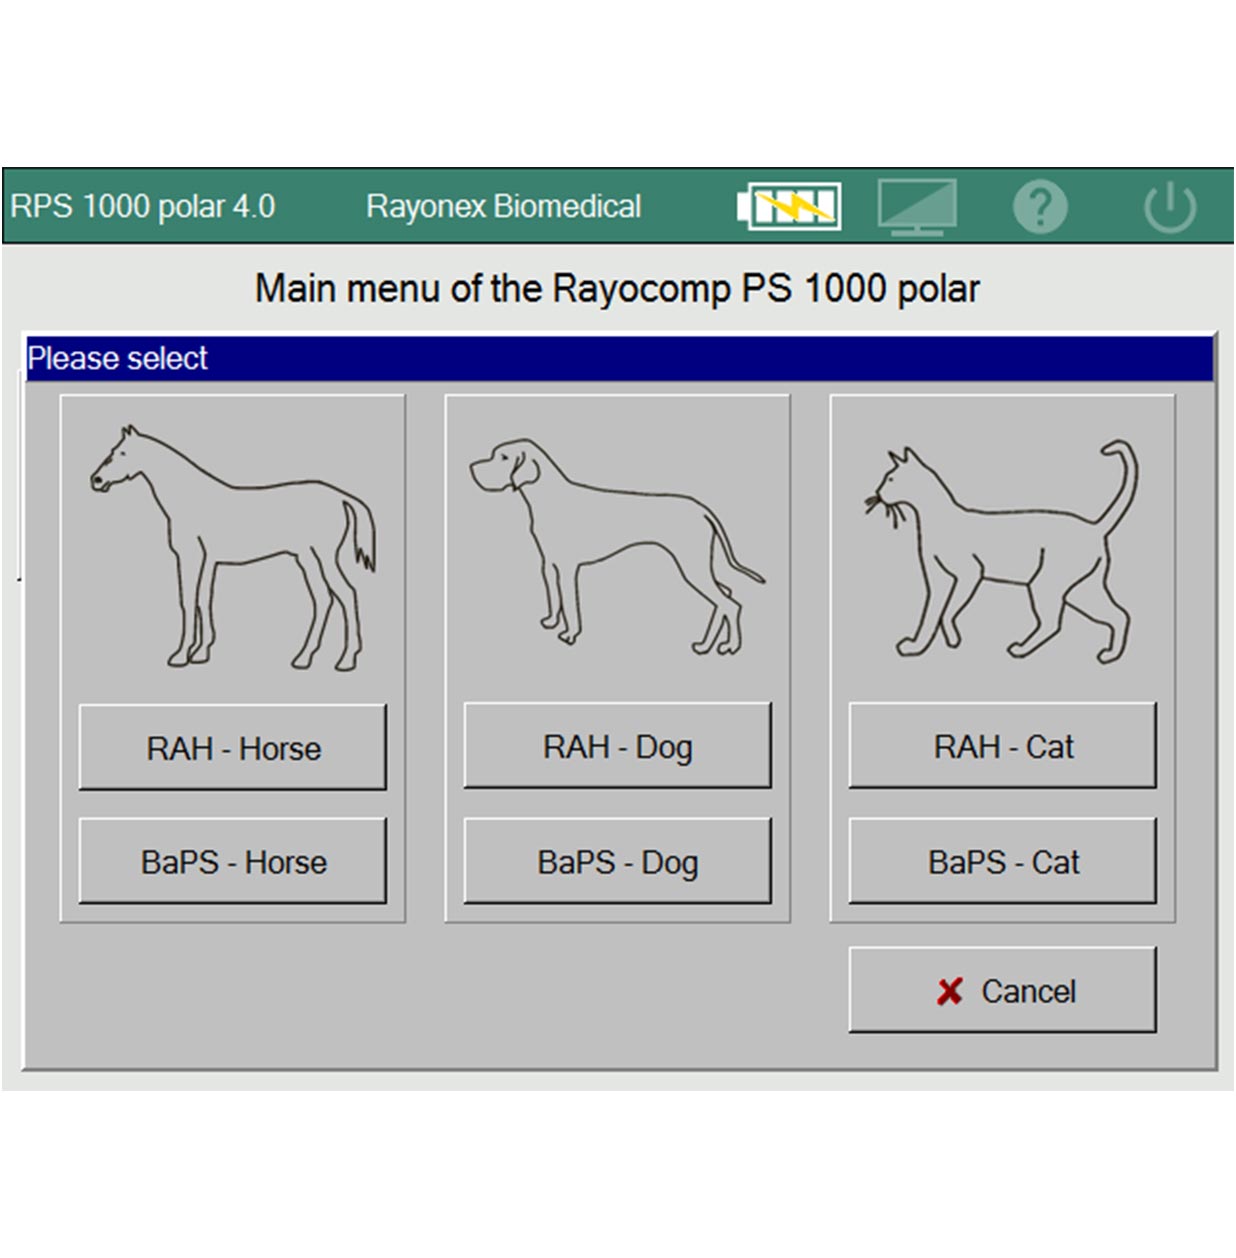 RPS 1000 polar 4.0 Rayonex Biomedical ?
Main menu of the Rayocomp PS 1000 polar
Please select
RAH - Horse
RAH - Dog
RAH - Cat
BaPS - Horse
BaPS - Dog
BaPS - Cat
Cancel